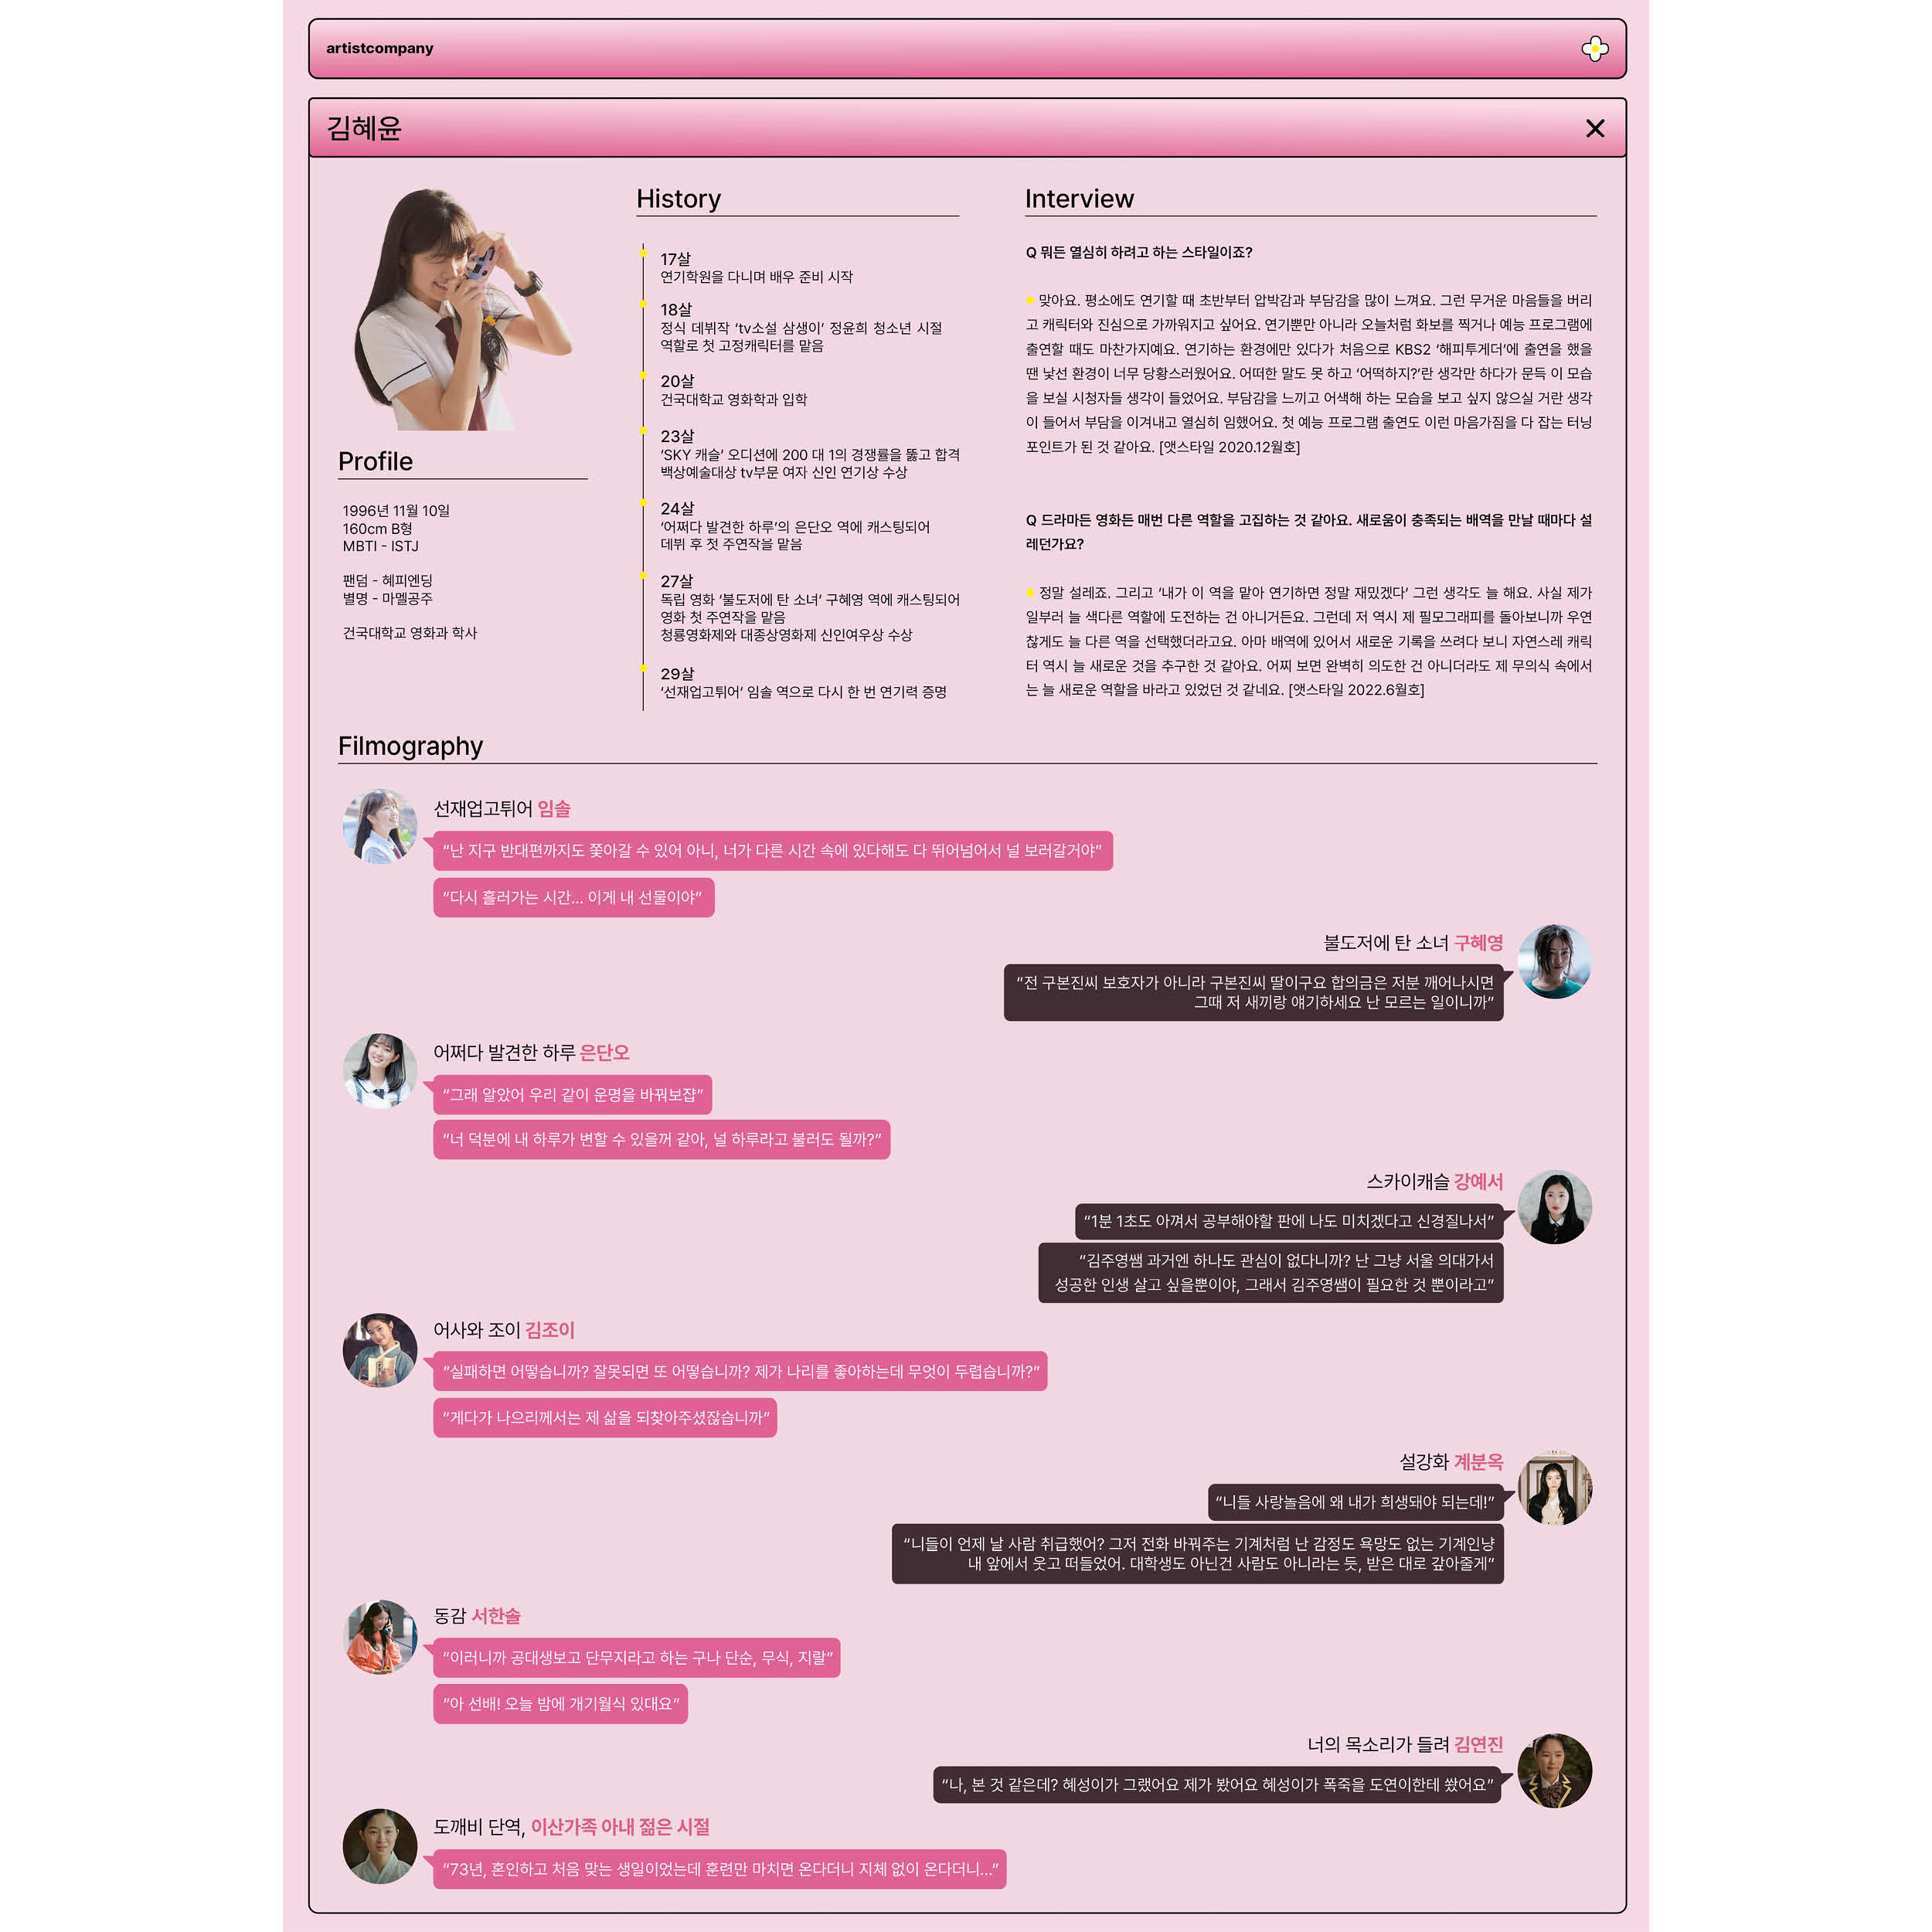 artistcompany
김혜윤
Profile
1996년 11월 10일
160cm B형
MBTI - ISTJ
팬덤 - 혜피엔딩
별명 - 마멜공주
건국대학교 영화과 학사
History
17살
연기학원을 다니며 배우 준비 시작
18살
정식 데뷔작 ‘tv소설 삼생이’ 정윤희 청소년 시절
역할로 첫 고정캐릭터를 맡음
20살
건국대학교 영화학과 입학
23살
‘SKY 캐슬’ 오디션에 200 대 1의 경쟁률을 뚫고 합격
백상예술대상 tv부문 여자 신인 연기상 수상
24살
‘어쩌다 발견한 하루’의 은단오 역에 캐스팅되어
데뷔 후 첫 주연작을 맡음
27살
독립 영화 ‘불도저에 탄 소녀’ 구혜영 역에 캐스팅되어
영화 첫 주연작을 맡음
청룡영화제와 대종상영화제 신인여우상 수상
29살
‘선재업고튀어’ 임솔 역으로 다시 한 번 연기력 증명
Interview
Q 뭐든 열심히 하려고 하는 스타일이죠?
맞아요. 평소에도 연기할 때 초반부터 압박감과 부담감을 많이 느껴요. 그런 무거운 마음들을 버리
고 캐릭터와 진심으로 가까워지고 싶어요. 연기뿐만 아니라 오늘처럼 화보를 찍거나 예능 프로그램에
출연할 때도 마찬가지예요. 연기하는 환경에만 있다가 처음으로 KBS2 ‘해피투게더’에 출연을 했을
땐 낯선 환경이 너무 당황스러웠어요. 어떠한 말도 못 하고 ‘어떡하지?’란 생각만 하다가 문득 이 모습
을 보실 시청자들 생각이 들었어요. 부담감을 느끼고 어색해 하는 모습을 보고 싶지 않으실 거란 생각
이 들어서 부담을 이겨내고 열심히 임했어요. 첫 예능 프로그램 출연도 이런 마음가짐을 다 잡는 터닝
포인트가 된 것 같아요. [앳스타일 2020.12월호]
Q 드라마든 영화든 매번 다른 역할을 고집하는 것 같아요. 새로움이 충족되는 배역을 만날 때마다 설
레던가요?
정말 설레죠. 그리고 ‘내가 이 역을 맡아 연기하면 정말 재밌겠다’ 그런 생각도 늘 해요. 사실 제가
일부러 늘 색다른 역할에 도전하는 건 아니거든요. 그런데 저 역시 제 필모그래피를 돌아보니까 우연
찮게도 늘 다른 역을 선택했더라고요. 아마 배역에 있어서 새로운 기록을 쓰려다 보니 자연스레 캐릭
터 역시 늘 새로운 것을 추구한 것 같아요. 어찌 보면 완벽히 의도한 건 아니더라도 제 무의식 속에서
는 늘 새로운 역할을 바라고 있었던 것 같네요. [앳스타일 2022.6월호]
Filmography
선재업고튀어 임솔
“난 지구 반대편까지도 쫓아갈 수 있어 아니, 너가 다른 시간 속에 있다해도 다 뛰어넘어서 널 보러갈거야”
“다시 흘러가는 시간... 이게 내 선물이야”
불도저에 탄 소녀 구혜영
“전 구본진씨 보호자가 아니라 구본진씨 딸이구요 합의금은 저분 깨어나시면
그때 저 새끼랑 얘기하세요 난 모르는 일이니까”
어쩌다 발견한 하루 은단오
“그래 알았어 우리 같이 운명을 바꿔보쟙”
“너 덕분에 내 하루가 변할 수 있을꺼 같아, 널 하루라고 불러도 될까?”
스카이캐슬 강예서
“1분 1초도 아껴서 공부해야할 판에 나도 미치겠다고 신경질나서”
“김주영쌤 과거엔 하나도 관심이 없다니까? 난 그냥 서울 의대가서
성공한 인생 살고 싶을뿐이야, 그래서 김주영쌤이 필요한 것 뿐이라고”
어사와 조이 김조이
“실패하면 어떻습니까? 잘못되면 또 어떻습니까? 제가 나리를 좋아하는데 무엇이 두렵습니까?”
“게다가 나으리께서는 제 삶을 되찾아주셨잖습니까”
설강화 계분옥
“니들 사랑놀음에 왜 내가 희생돼야 되는데!”
“니들이 언제 날 사람 취급했어? 그저 전화 바꿔주는 기계처럼 난 감정도 욕망도 없는 기계인냥
내 앞에서 웃고 떠들었어. 대학생도 아닌건 사람도 아니라는 듯, 받은 대로 갚아줄게”
동감 서한솔
“이러니까 공대생보고 단무지라고 하는 구나 단순, 무식, 지랄”
“아 선배! 오늘 밤에 개기월식 있대요”
너의 목소리가 들려 김연진
“나, 본 것 같은데? 혜성이가 그랬어요 제가 봤어요 혜성이가 폭죽을 도연이한테 쐈어요”
도깨비 단역, 이산가족 아내 젊은 시절
“73년, 혼인하고 처음 맞는 생일이었는데 훈련만 마치면 온다더니 지체 없이 온다더니...”